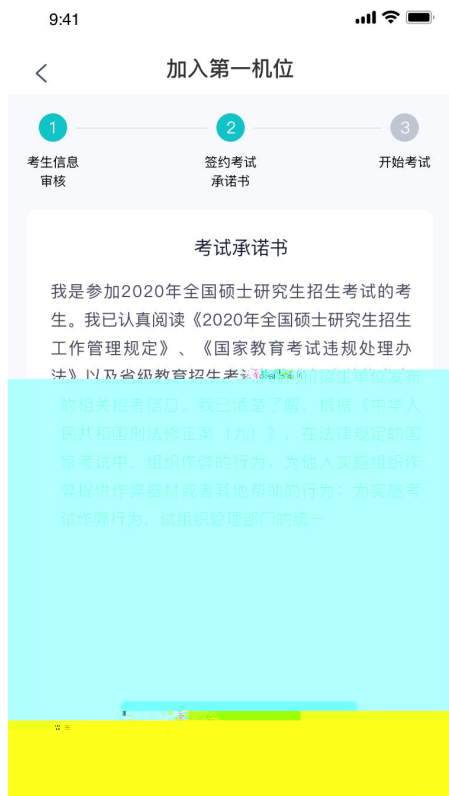 9:41
加入第一机位
1
2
3
考生信息
审核
签约考试
承诺书
开始考试
考试承诺书
我是参加2020年全国硕士研究生招生考试的考
生。我已认真阅读《2020年全国硕士研究生招生
工作管理规定》、《国家教育考试违规处理办
法》以及省级教育招生考试招生单位发布
的相关招考信息。我已清楚了解，根据《中华人
民共和国刑法修正案（九）》，在法律规定的国
家考试中，组织作弊的行为；为他人实施组织作
弊提供作弊器材或者其他帮助的行为；为实施考
试作弊行为，试组织管理部门的统一